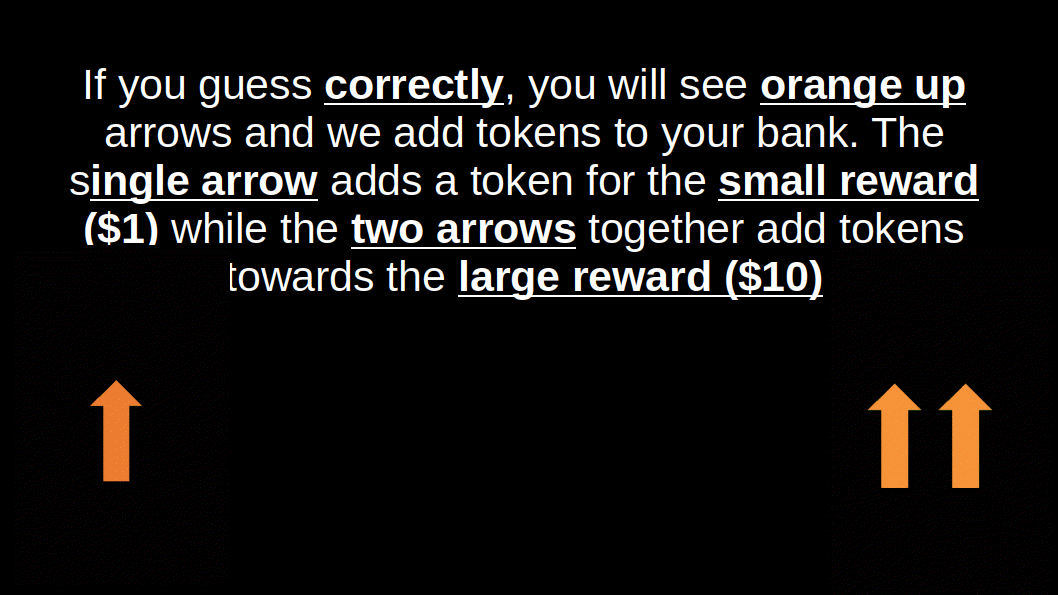 If you guess correctly, you will see orange up
arrows and we add tokens to your bank. The
single arrow adds a token for the small reward
($1) while the two arrows together add tokens
towards the large reward ($10)